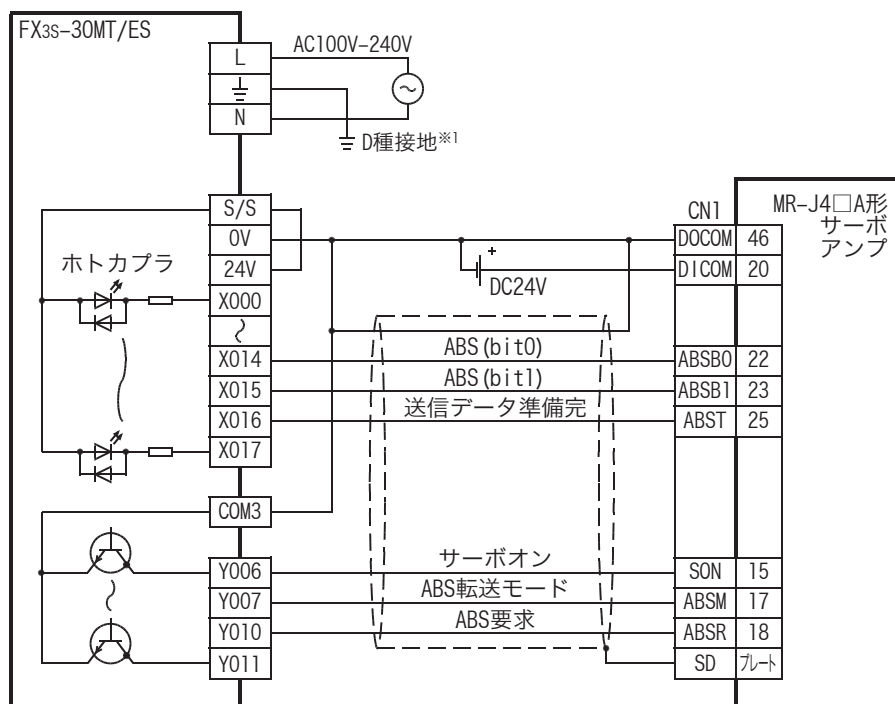 FX3S-30MT/ES
L
N
AC100V-240V
D種接地※1
S/S
0V
24V
X000
X014
X015
X016
X017
COM3
Y006
Y007
Y010
Y011
ホトカプラ
+
DC24V
ABS(bit0)
ABS(bit1)
送信データ準備完
サーボオン
ABS転送モード
ABS要求
CN1
DOCOM 46
DICOM 20
ABSB0 22
ABSB1 23
ABST 25
SON 15
ABSM 17
ABSR 18
SD プレート
MR-J4□A形
サーボ
アンプ